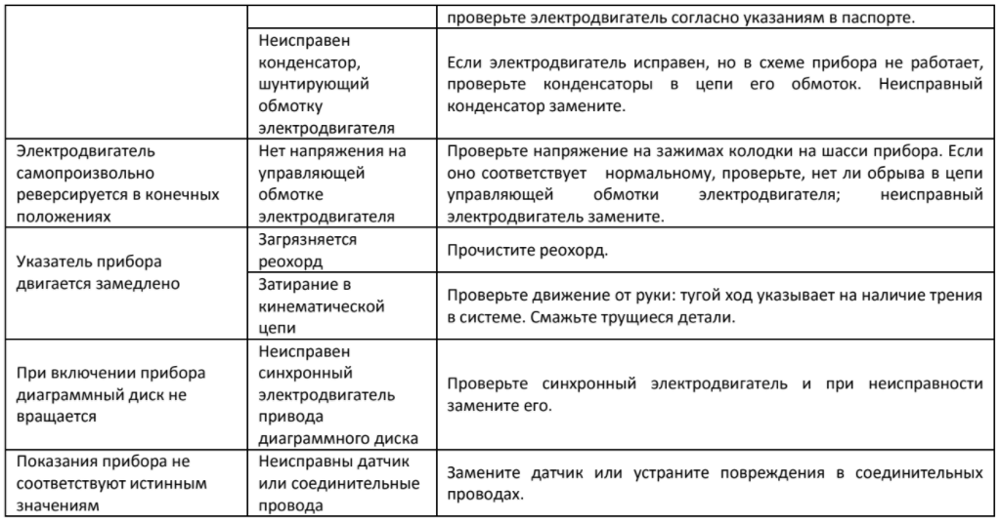 проверьте электродвигатель согласно указаниям в паспорте.
Неисправен
конденсатор,
шунтирующий
обмотку
электродвигателя
Если электродвигатель исправен, но в схеме прибора не работает,
проверьте конденсаторы в цепи его обмоток. Неисправный
конденсатор замените.
Электродвигатель
самопроизвольно
реверсируется в конечных
положениях
Нет напряжения на
управляющей
обмотке
электродвигателя
Проверьте напряжение на зажимах колодки на шасси прибора. Если
оно соответствует нормальному, проверьте, нет ли обрыва в цепи
управляющей обмотки электродвигателя; неисправный
электродвигатель замените.
Указатель прибора
двигается замедлено
Загрязняется
реохорд
Прочистите реохорд.
Затирание в
кинематической
цепи
Проверьте движение от руки: тугой ход указывает на наличие трения
в системе. Смажьте трущиеся детали.
При включении прибора
диаграммный диск не
вращается
Неисправен
синхронный
электродвигатель
привода
диаграммного диска
Проверьте синхронный электродвигатель и при неисправности
замените его.
Показания прибора не
соответствуют истинным
значениям
Неисправны датчик
или соединительные
провода
Замените датчик или устраните повреждения в соединительных
проводах.